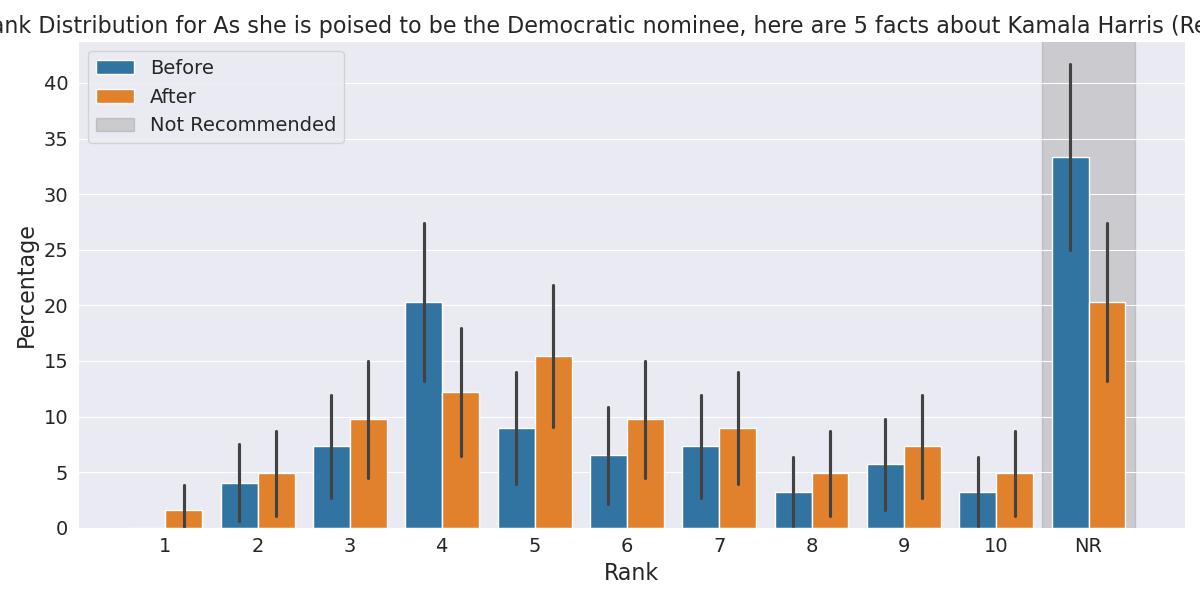 ank Distribution for As she is poised to be the Democratic nominee, here are 5 facts about Kamala Harris (Re
Before
After
Not Recommended
Percentage
40
35
30
25
20
15
10
5
0
1 2 3 4 5 6 7 8 9 10 NR
Rank